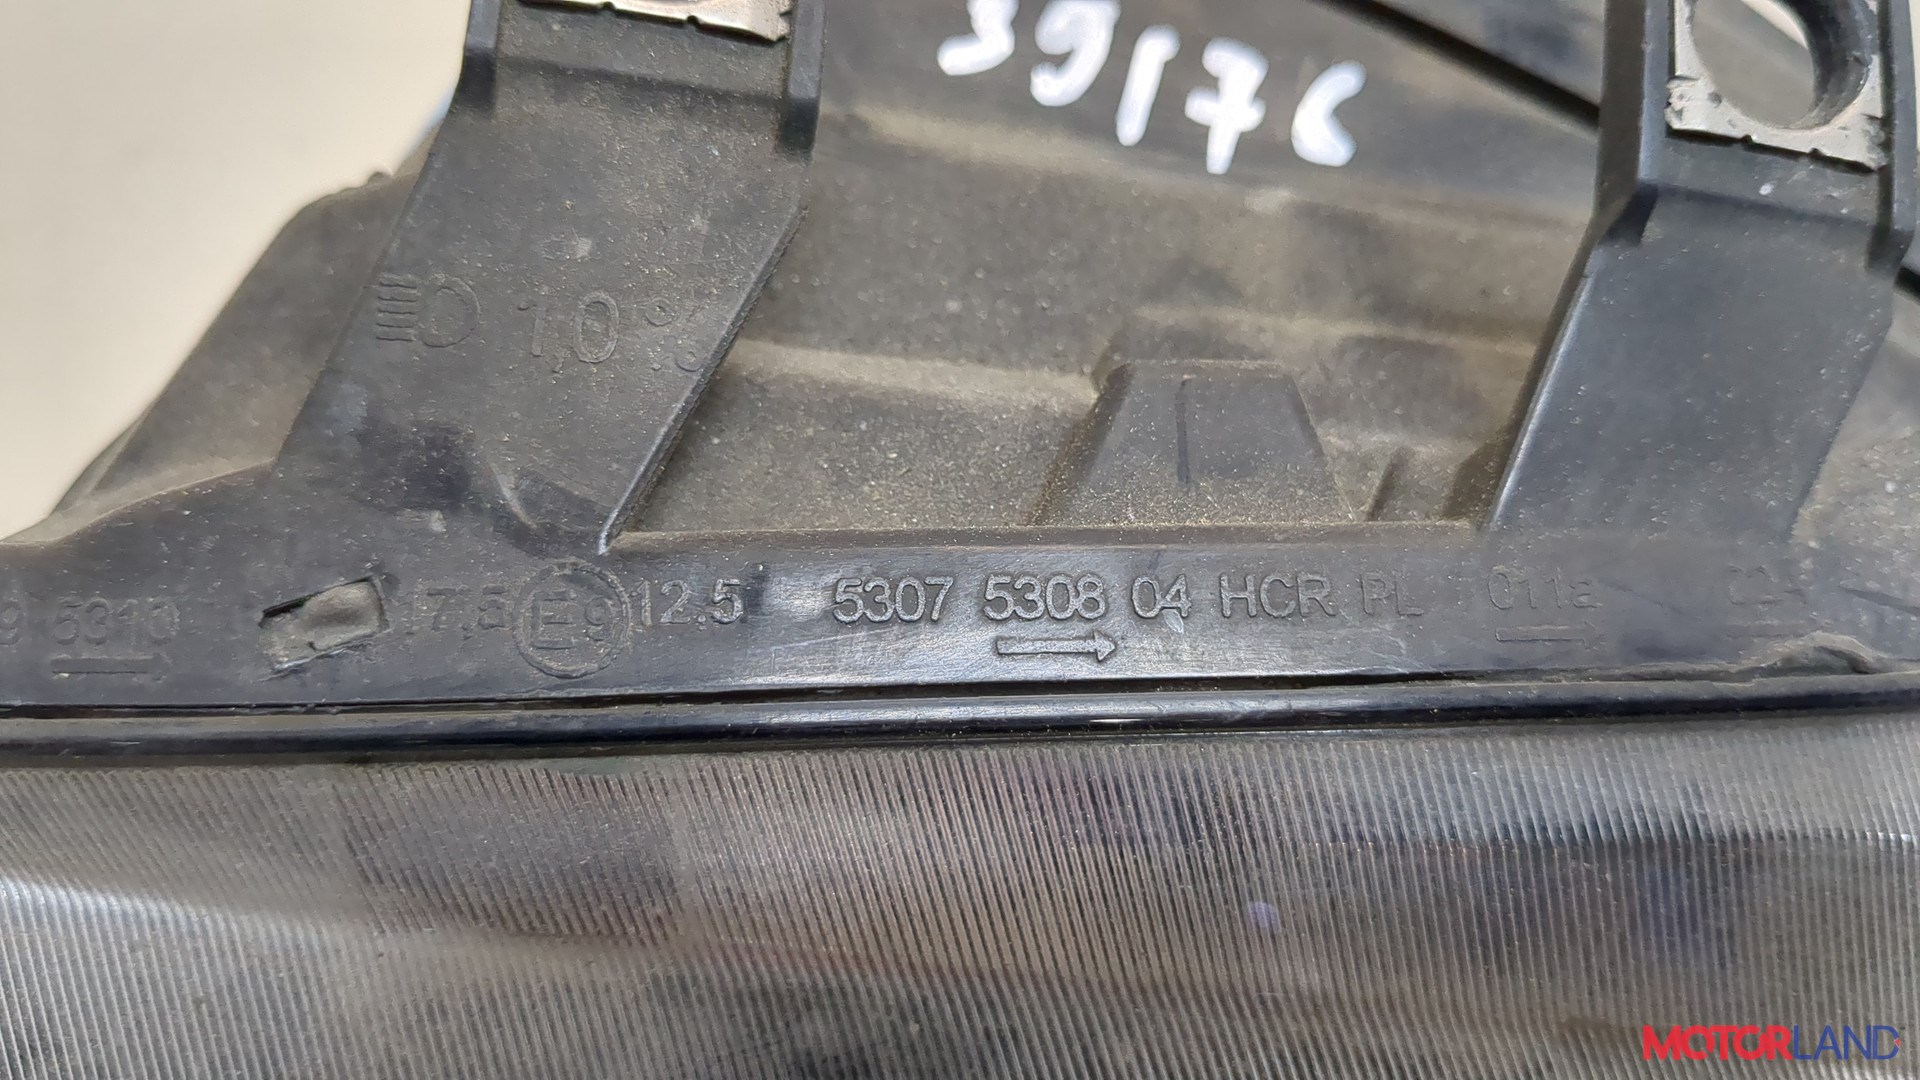 39176
1,0 %
5310 17,5 E9 12,5 5307 5308 04 HCR PL 011a
MOTORLAND